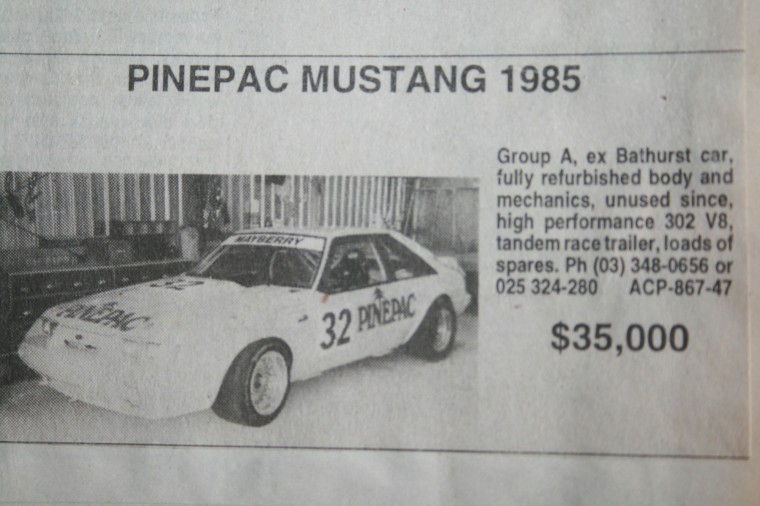 PINEPAC MUSTANG 1985
Group A, ex Bathurst car,
fully refurbished body and
mechanics, unused since,
high performance 302 V8,
tandem race trailer, loads of
spares. Ph (03) 348-0656 or
025 324-280 ACP-867-47
$35,000
MAYBERRY
32
PINEPAC
32 PINEPAC